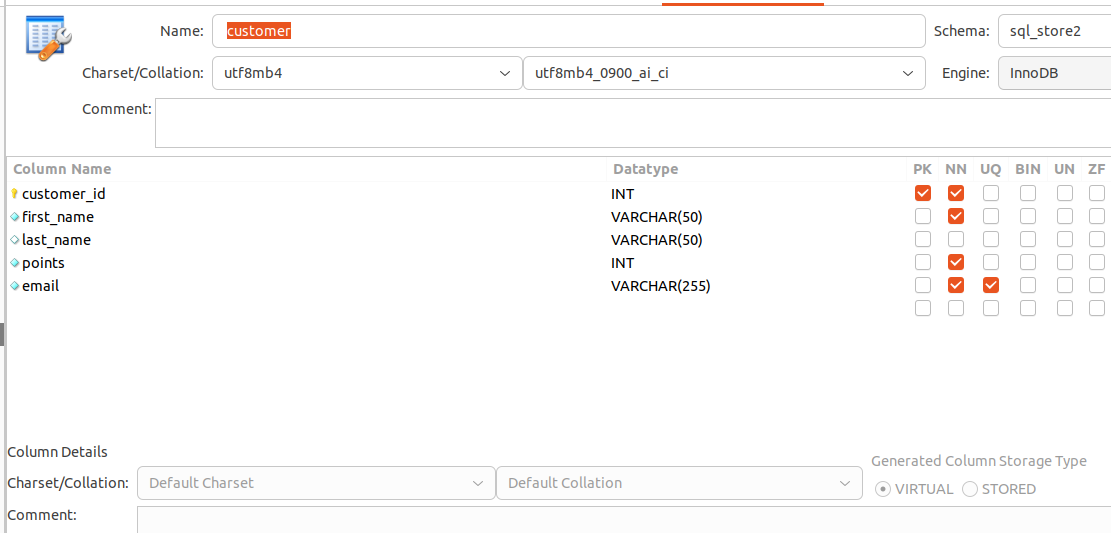 Name: customer Schema: sql_store2
Charset/Collation: utf8mb4 utf8mb4_0900_ai_ci Engine: InnoDB
Comment:
Column Name Datatype PK NN UQ BIN UN ZF
customer_id INT
first_name VARCHAR(50)
last_name VARCHAR(50)
points INT
email VARCHAR(255)
Column Details
Generated Column Storage Type
Charset/Collation: Default Charset Default Collation VIRTUAL STORED
Comment: